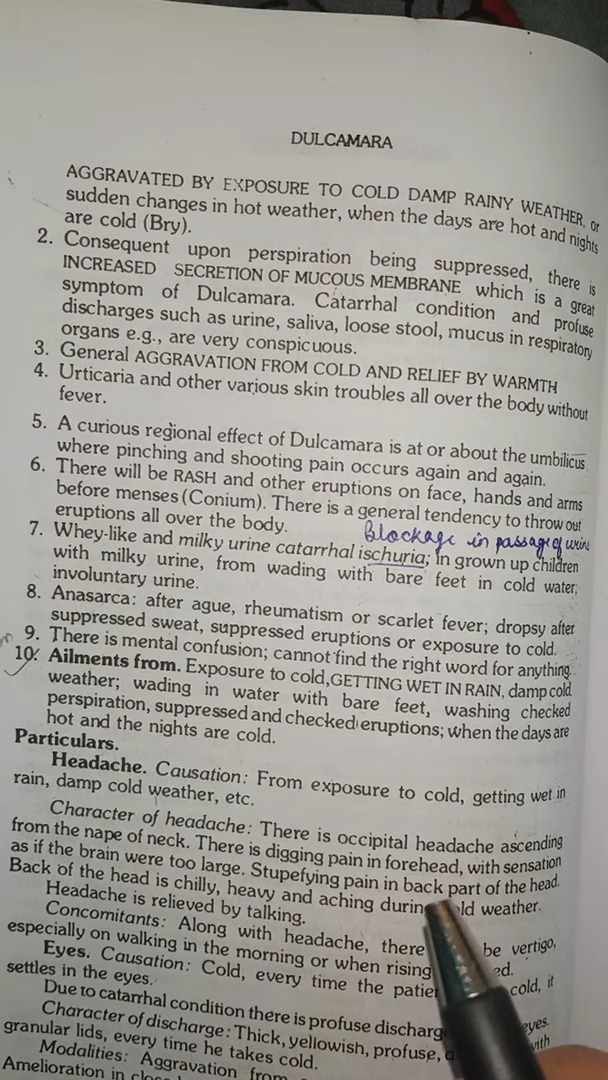 DULCAMARA
AGGRAVATED BY EXPOSURE TO COLD DAMP RAINY WEATHER, or
sudden changes in hot weather, when the days are hot and nights
are cold (Bry).
2. Consequent upon perspiration being suppressed, there is
INCREASED SECRETION OF MUCOUS MEMBRANE which is a great
symptom of Dulcamara. Catarrhal condition and profuse
discharges such as urine, saliva, loose stool, mucus in respiratory
organs e.g., are very conspicuous.
3. General AGGRAVATION FROM COLD AND RELIEF BY WARMTH
4. Urticaria and other various skin troubles all over the body without
fever.
5. A curious regional effect of Dulcamara is at or about the umbilicus
where pinching and shooting pain occurs again and again.
6. There will be RASH and other eruptions on face, hands and arms
before menses (Conium). There is a general tendency to throw out
eruptions all over the body.
Blockage in passage of urine
7. Whey-like and milky urine catarrhal ischuria; In grown up children
with milky urine, from wading with bare feet in cold water;
involuntary urine.
8. Anasarca: after ague, rheumatism or scarlet fever; dropsy after
suppressed sweat, suppressed eruptions or exposure to cold.
9. There is mental confusion; cannot find the right word for anything.
10. Ailments from. Exposure to cold, GETTING WET IN RAIN, damp cold
weather; wading in water with bare feet, washing checked
perspiration, suppressed and checked eruptions; when the days are
hot and the nights are cold.
Particulars.
Headache. Causation: From exposure to cold, getting wet in
rain, damp cold weather, etc.
Character of headache: There is occipital headache ascending
from the nape of neck. There is digging pain in forehead, with sensation
as if the brain were too large. Stupefying pain in back part of the head.
Back of the head is chilly, heavy and aching during cold weather.
Headache is relieved by talking.
Concomitants: Along with headache, there be vertigo,
especially on walking in the morning or when rising
Eyes. Causation: Cold, every time the cold, it
settles in the eyes.
Due to catarrhal condition there is profuse eyes.
Character of discharge: Thick, yellowish, profuse, with
granular lids, every time he takes cold.
Modalities: Aggravation from
Amelioration in